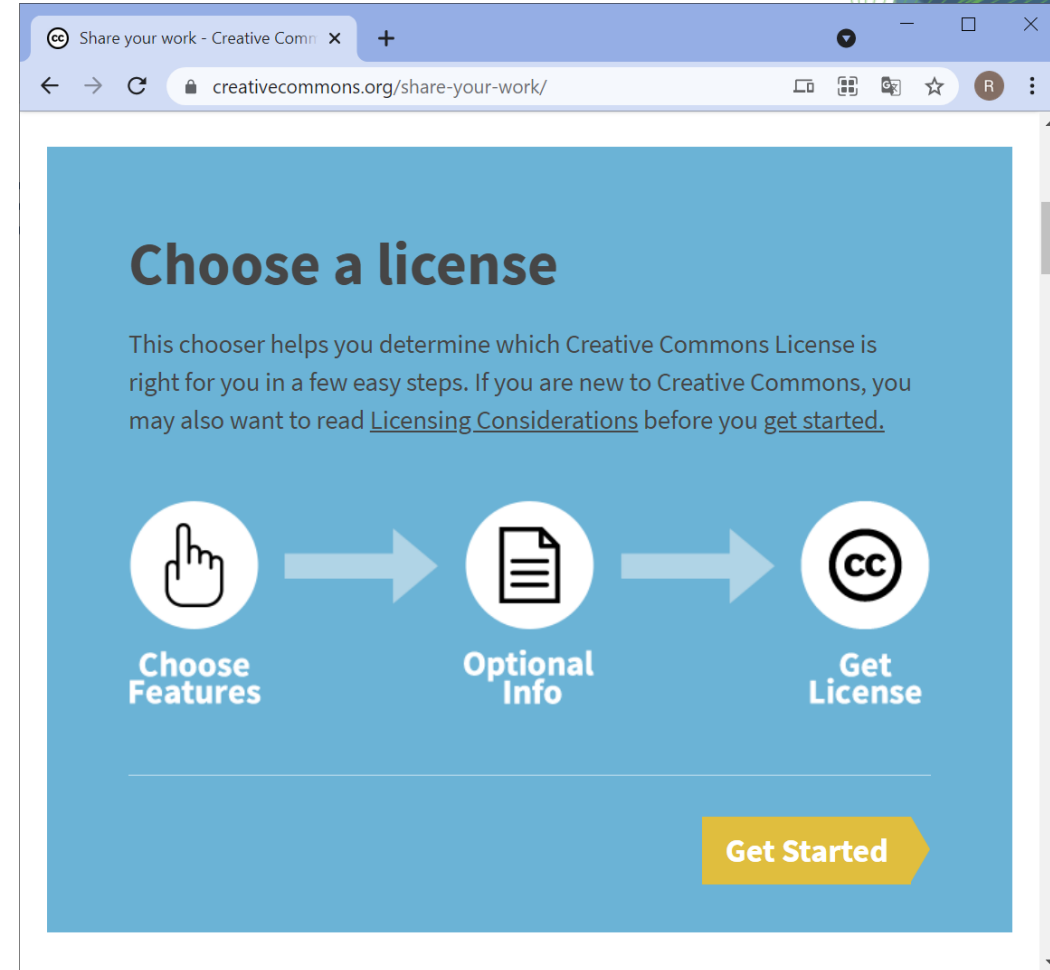 Share your work - Creative Comm
creativecommons.org/share-your-work/
R
Choose a license
This chooser helps you determine which Creative Commons License is
right for you in a few easy steps. If you are new to Creative Commons, you
may also want to read Licensing Considerations before you get started.
Choose
Features
Optional
Info
cc
Get
License
Get Started